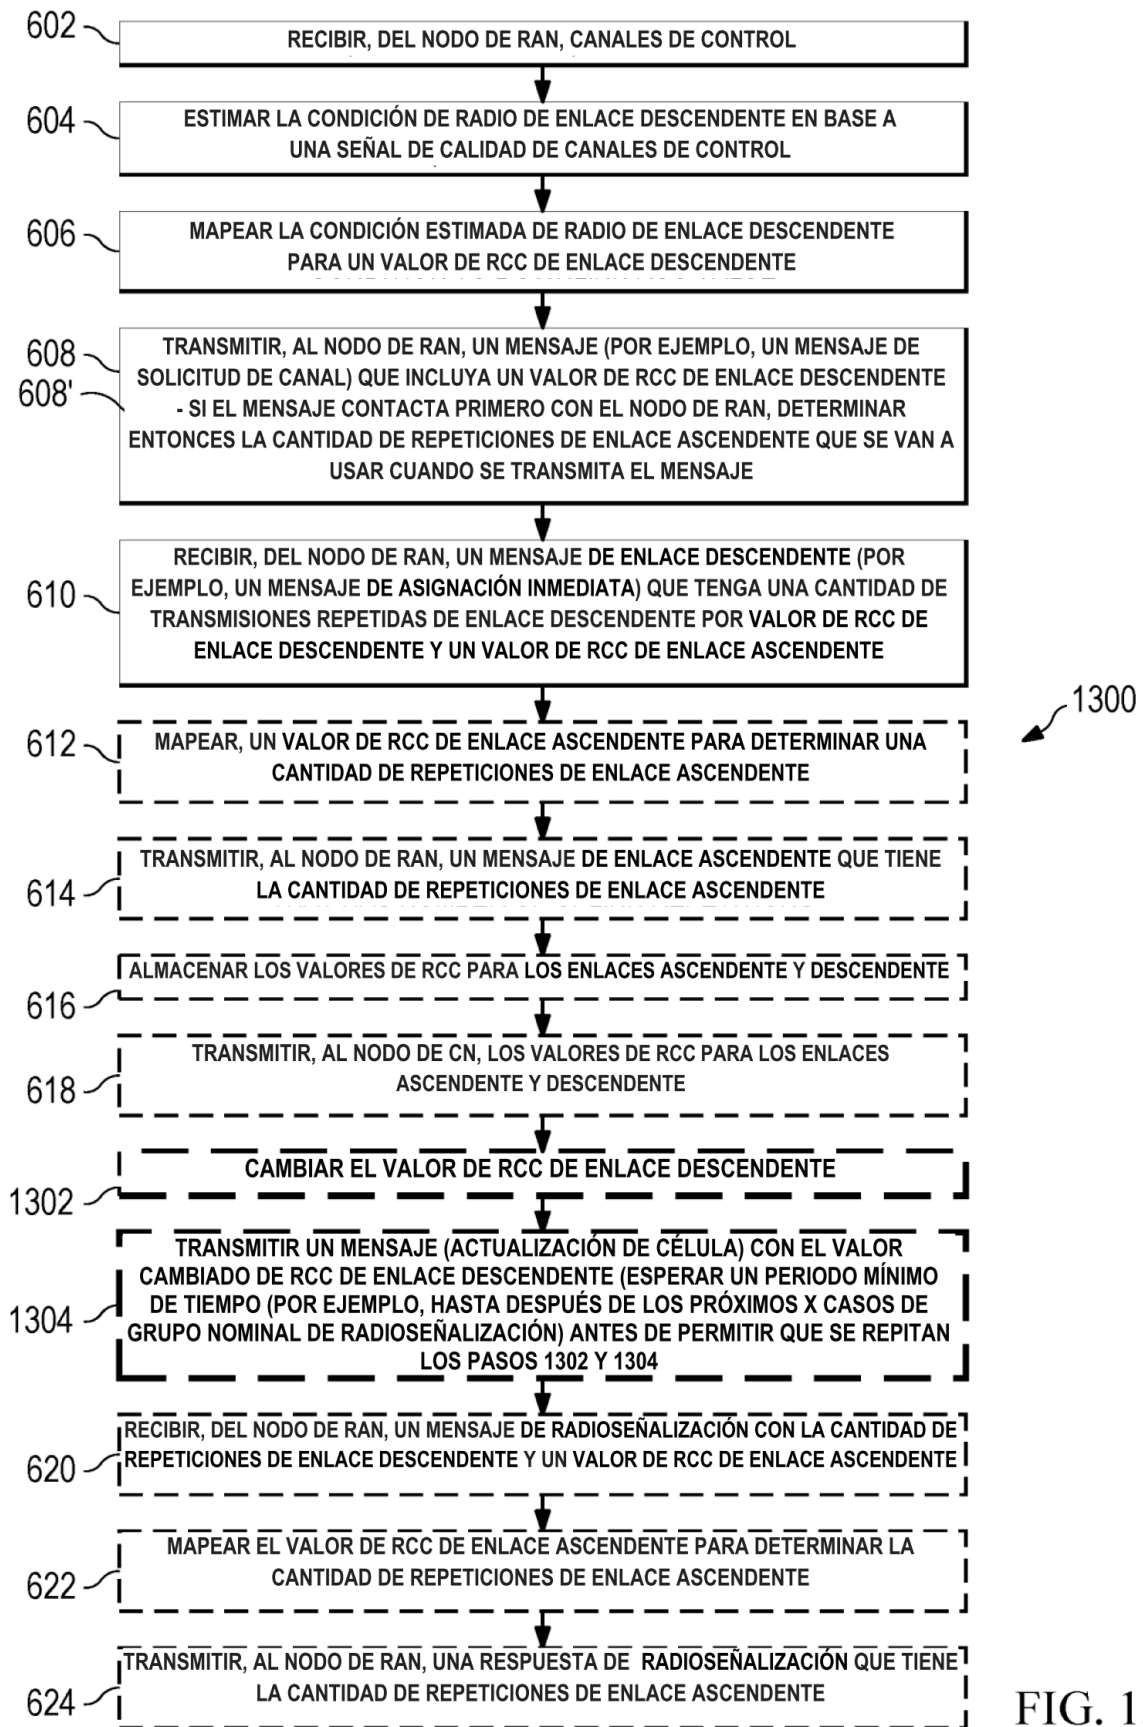 602
RECIBIR, DEL NODO DE RAN, CANALES DE CONTROL
604
ESTIMAR LA CONDICIÓN DE RADIO DE ENLACE DESCENDENTE EN BASE A
UNA SEÑAL DE CALIDAD DE CANALES DE CONTROL
606
MAPEAR LA CONDICIÓN ESTIMADA DE RADIO DE ENLACE DESCENDENTE
PARA UN VALOR DE RCC DE ENLACE DESCENDENTE
608
608'
TRANSMITIR, AL NODO DE RAN, UN MENSAJE (POR EJEMPLO, UN MENSAJE DE
SOLICITUD DE CANAL) QUE INCLUYA UN VALOR DE RCC DE ENLACE DESCENDENTE
- SI EL MENSAJE CONTACTA PRIMERO CON EL NODO DE RAN, DETERMINAR
ENTONCES LA CANTIDAD DE REPETICIONES DE ENLACE ASCENDENTE QUE SE VAN A
USAR CUANDO SE TRANSMITA EL MENSAJE
610
RECIBIR, DEL NODO DE RAN, UN MENSAJE DE ENLACE DESCENDENTE (POR
EJEMPLO, UN MENSAJE DE ASIGNACIÓN INMEDIATA) QUE TENGA UNA CANTIDAD DE
TRANSMISIONES REPETIDAS DE ENLACE DESCENDENTE POR VALOR DE RCC DE
ENLACE DESCENDENTE Y UN VALOR DE RCC DE ENLACE ASCENDENTE
1300
612
MAPEAR, UN VALOR DE RCC DE ENLACE ASCENDENTE PARA DETERMINAR UNA
CANTIDAD DE REPETICIONES DE ENLACE ASCENDENTE
614
TRANSMITIR, AL NODO DE RAN, UN MENSAJE DE ENLACE ASCENDENTE QUE TIENE
LA CANTIDAD DE REPETICIONES DE ENLACE ASCENDENTE
616
ALMACENAR LOS VALORES DE RCC PARA LOS ENLACES ASCENDENTE Y DESCENDENTE
618
TRANSMITIR, AL NODO DE CN, LOS VALORES DE RCC PARA LOS ENLACES
ASCENDENTE Y DESCENDENTE
1302
CAMBIAR EL VALOR DE RCC DE ENLACE DESCENDENTE
1304
TRANSMITIR UN MENSAJE (ACTUALIZACIÓN DE CÉLULA) CON EL VALOR
CAMBIADO DE RCC DE ENLACE DESCENDENTE (ESPERAR UN PERIODO MÍNIMO
DE TIEMPO (POR EJEMPLO, HASTA DESPUÉS DE LOS PRÓXIMOS X CASOS DE
GRUPO NOMINAL DE RADIOSEÑALIZACIÓN) ANTES DE PERMITIR QUE SE REPITAN
LOS PASOS 1302 Y 1304
620
RECIBIR, DEL NODO DE RAN, UN MENSAJE DE RADIOSEÑALIZACIÓN CON LA CANTIDAD DE
REPETICIONES DE ENLACE DESCENDENTE Y UN VALOR DE RCC DE ENLACE ASCENDENTE
622
MAPEAR EL VALOR DE RCC DE ENLACE ASCENDENTE PARA DETERMINAR LA
CANTIDAD DE REPETICIONES DE ENLACE ASCENDENTE
624
TRANSMITIR, AL NODO DE RAN, UNA RESPUESTA DE RADIOSEÑALIZACIÓN QUE TIENE
LA CANTIDAD DE REPETICIONES DE ENLACE ASCENDENTE
FIG. 1